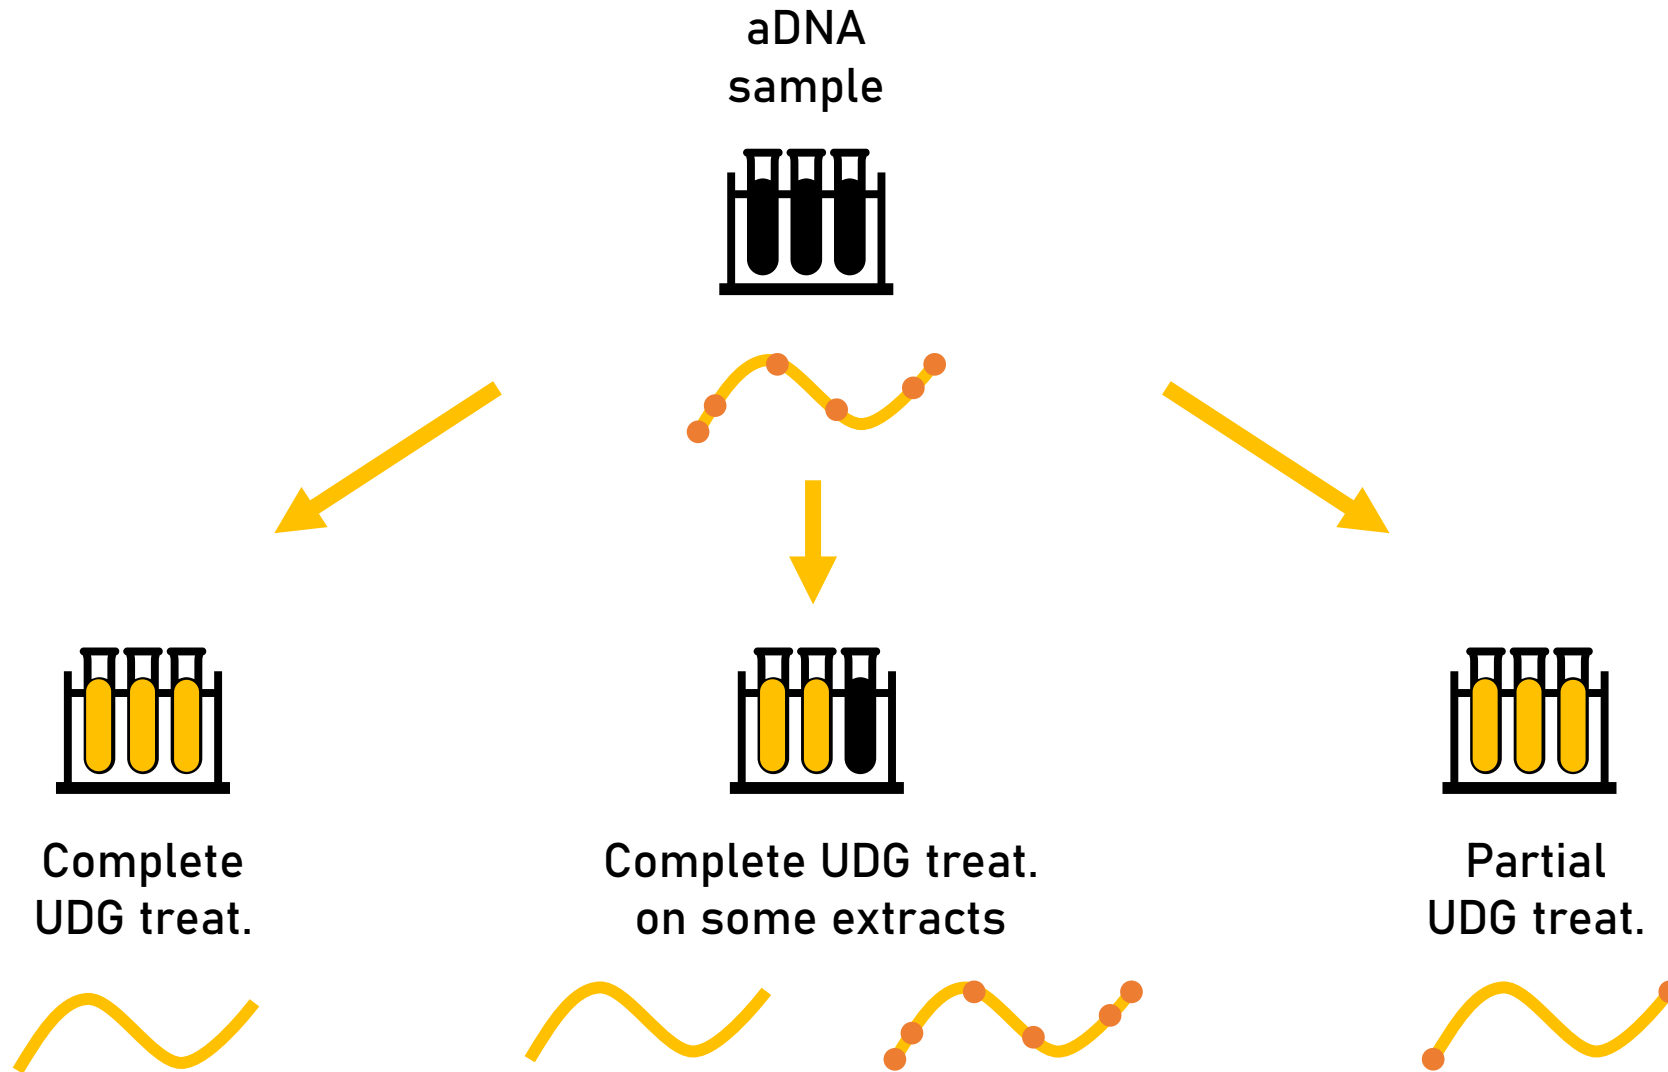 aDNA
sample
Complete
UDG treat.
Complete UDG treat.
on some extracts
Partial
UDG treat.